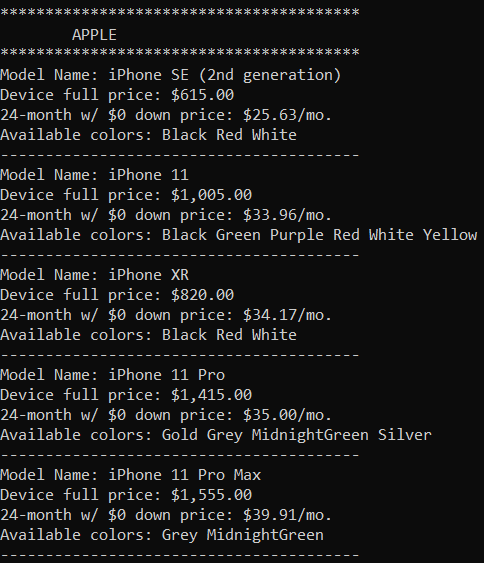 ****************************************
APPLE
****************************************
Model Name: iPhone SE (2nd generation)
Device full price: $615.00
24-month w/ $0 down price: $25.63/mo.
Available colors: Black Red White
----------------------------------------
Model Name: iPhone 11
Device full price: $1,005.00
24-month w/ $0 down price: $33.96/mo.
Available colors: Black Green Purple Red White Yellow
----------------------------------------
Model Name: iPhone XR
Device full price: $820.00
24-month w/ $0 down price: $34.17/mo.
Available colors: Black Red White
----------------------------------------
Model Name: iPhone 11 Pro
Device full price: $1,415.00
24-month w/ $0 down price: $35.00/mo.
Available colors: Gold Grey MidnightGreen Silver
----------------------------------------
Model Name: iPhone 11 Pro Max
Device full price: $1,555.00
24-month w/ $0 down price: $39.91/mo.
Available colors: Grey MidnightGreen
----------------------------------------